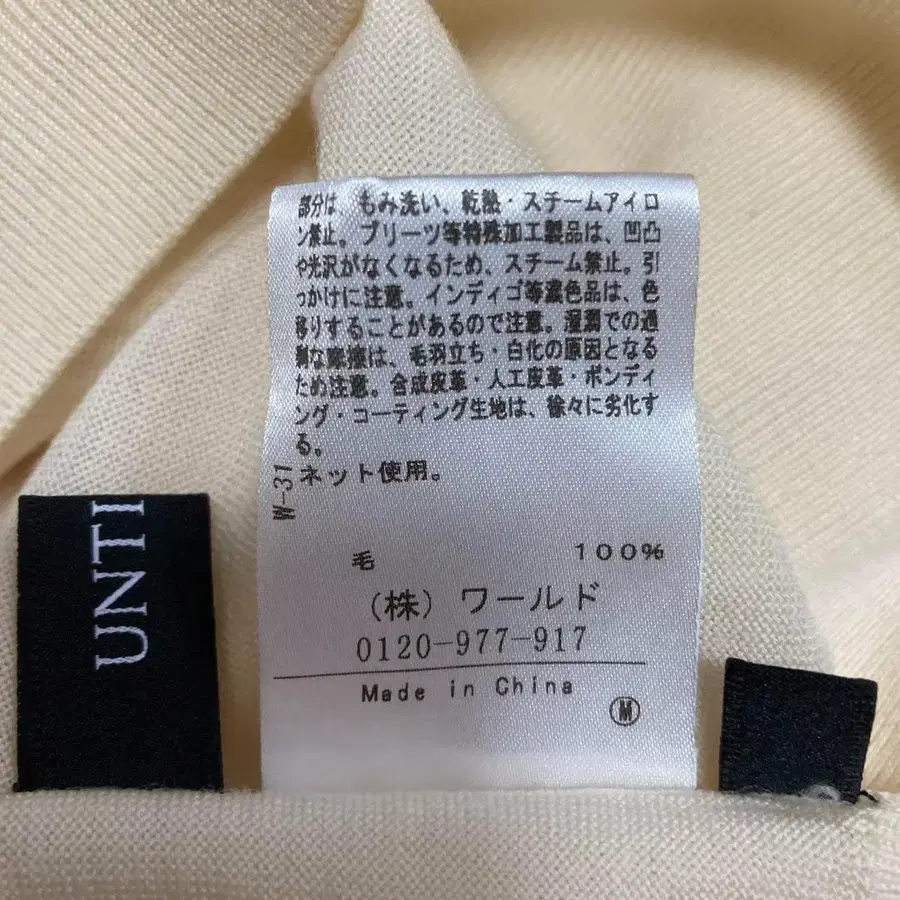 部分は もみ洗い、乾熱・スチームアイロ
ン禁止。プリーツ等特殊加工製品は、凹凸
や光沢がなくなるため、スチーム禁止。引
っかけに注意。インディゴ等濃色品は、色
移りすることがあるので注意。湿潤での過
剰な摩擦は、毛羽立ち・白化の原因となる
ため注意。合成皮革・人工皮革・ボンディ
ング・コーティング生地は、徐々に劣化す
る。
ネット使用。
W-31
毛 100%
(株) ワールド
0120-977-917
Made in China
M
UNTI